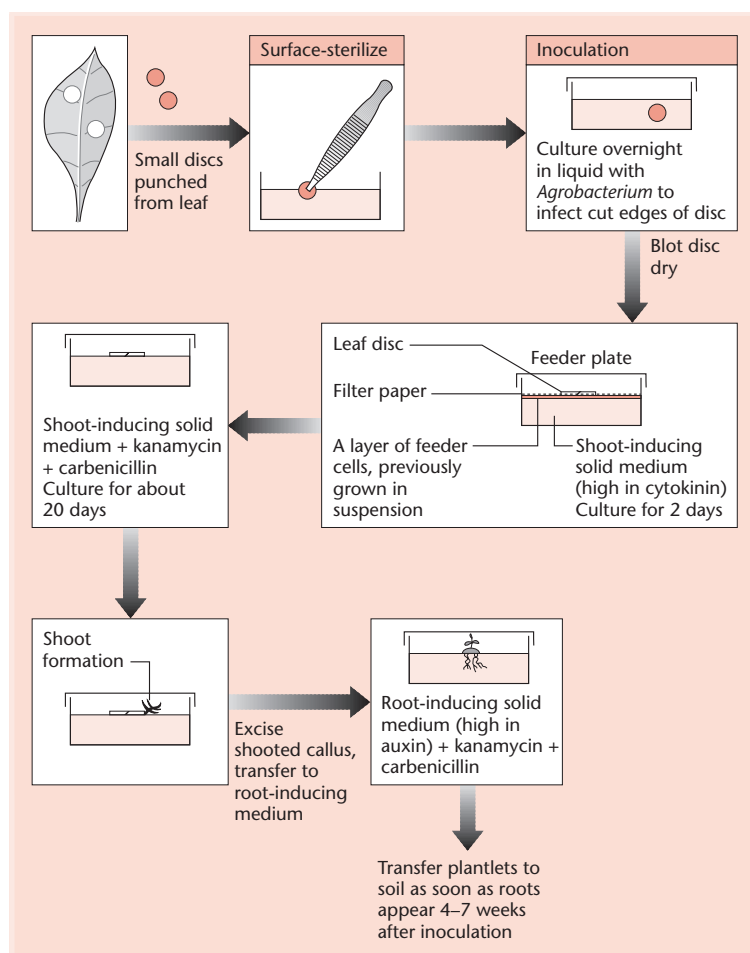 Small discs
punched
from leaf
Surface-sterilize
Inoculation
Culture overnight
in liquid with
Agrobacterium to
infect cut edges of disc
Blot disc
dry
Leaf disc
Feeder plate
Filter paper
A layer of feeder
cells, previously
grown in
suspension
Shoot-inducing
solid medium
(high in cytokinin)
Culture for 2 days
Shoot-inducing solid
medium + kanamycin
+ carbenicillin
Culture for about
20 days
Shoot
formation
Excise
shooted callus,
transfer to
root-inducing
medium
Root-inducing solid
medium (high in
auxin) + kanamycin +
carbenicillin
Transfer plantlets to
soil as soon as roots
appear 4–7 weeks
after inoculation